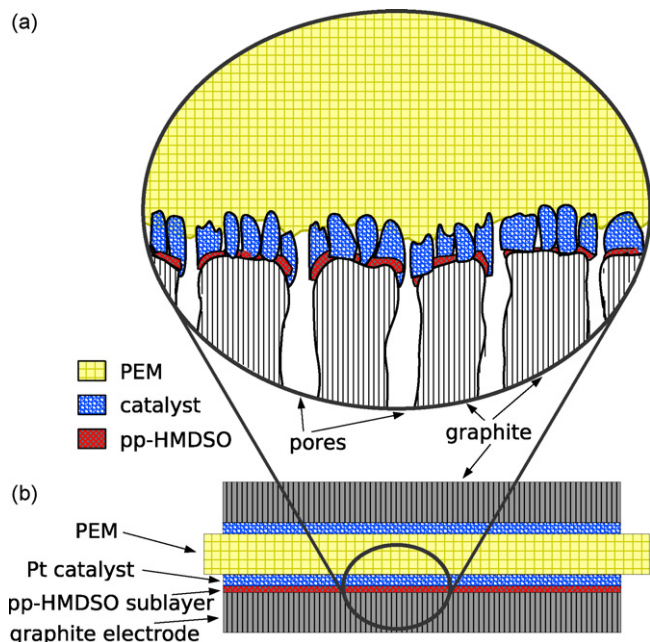 (a)
PEM
catalyst
pp-HMDSO
pores
graphite
(b)
PEM
Pt catalyst
pp-HMDSO sublayer
graphite electrode